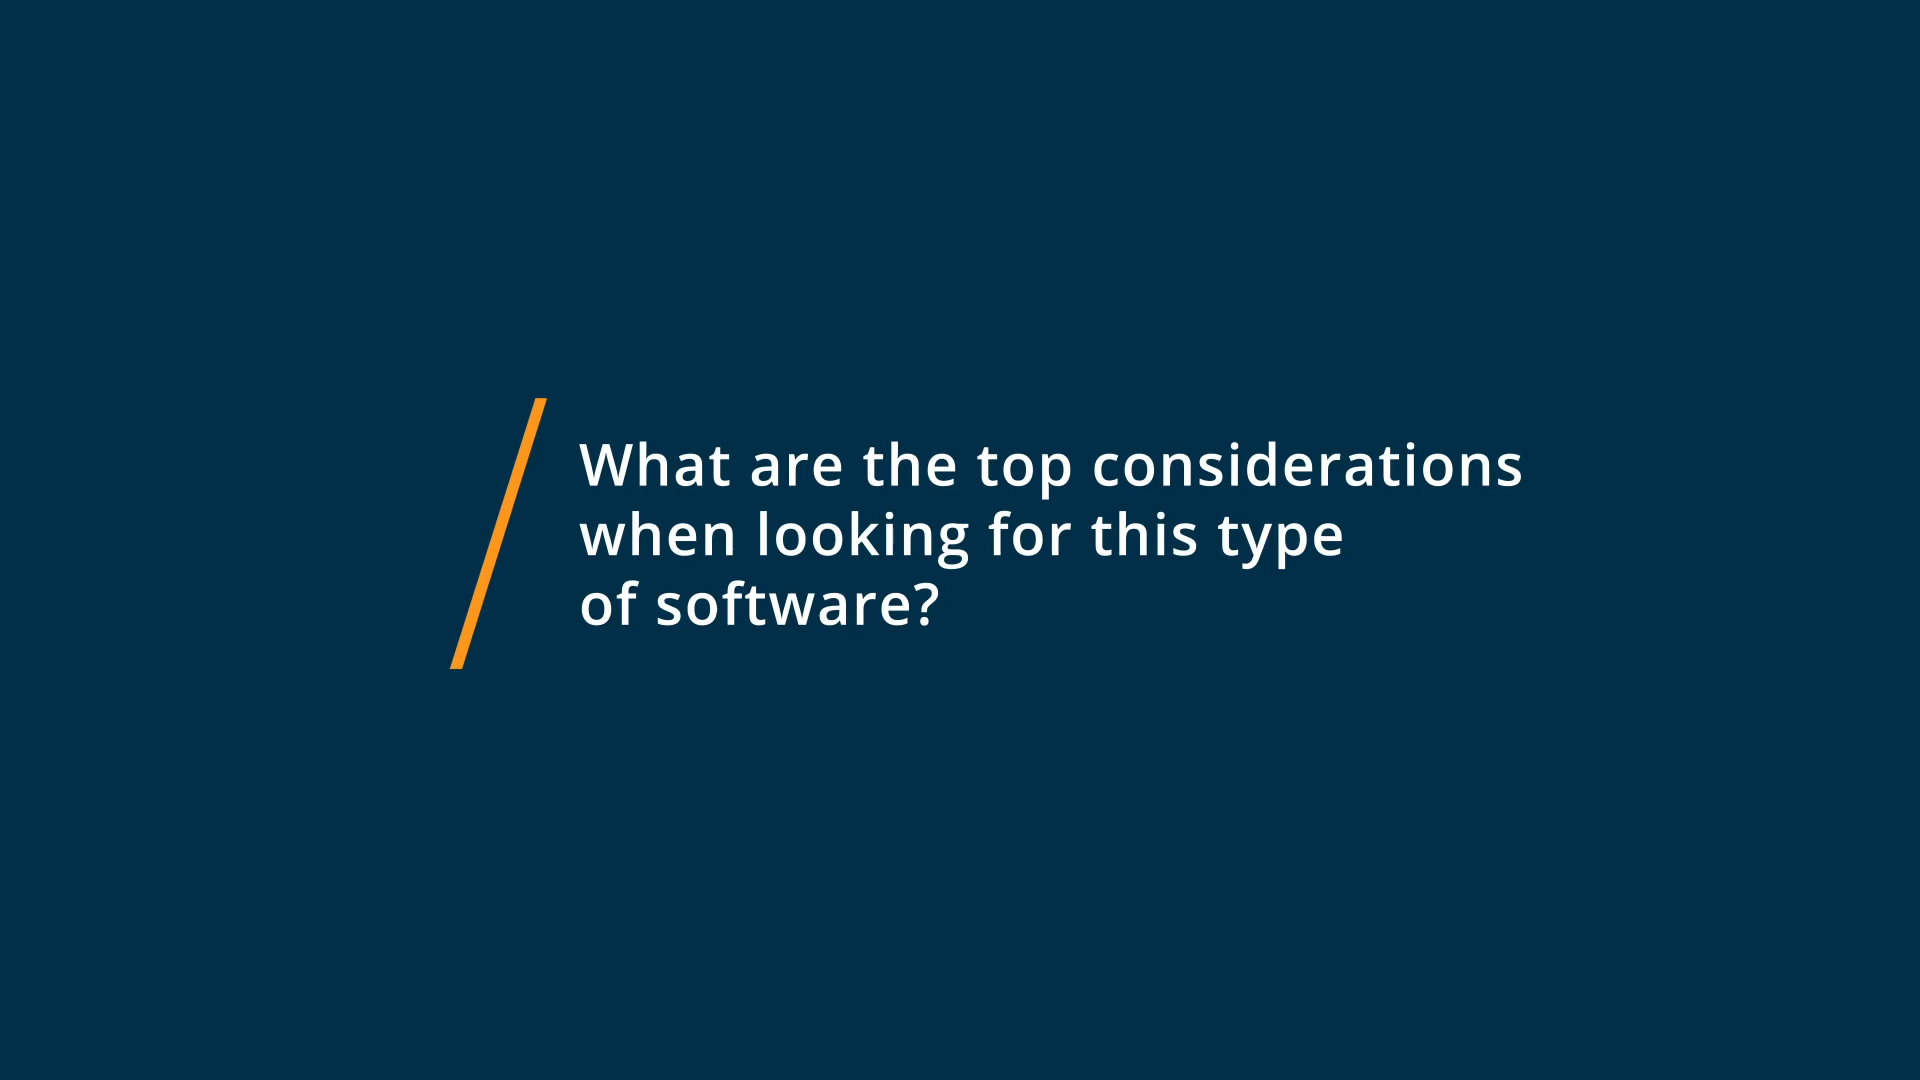 What are the top considerations
when looking for this type
of software?